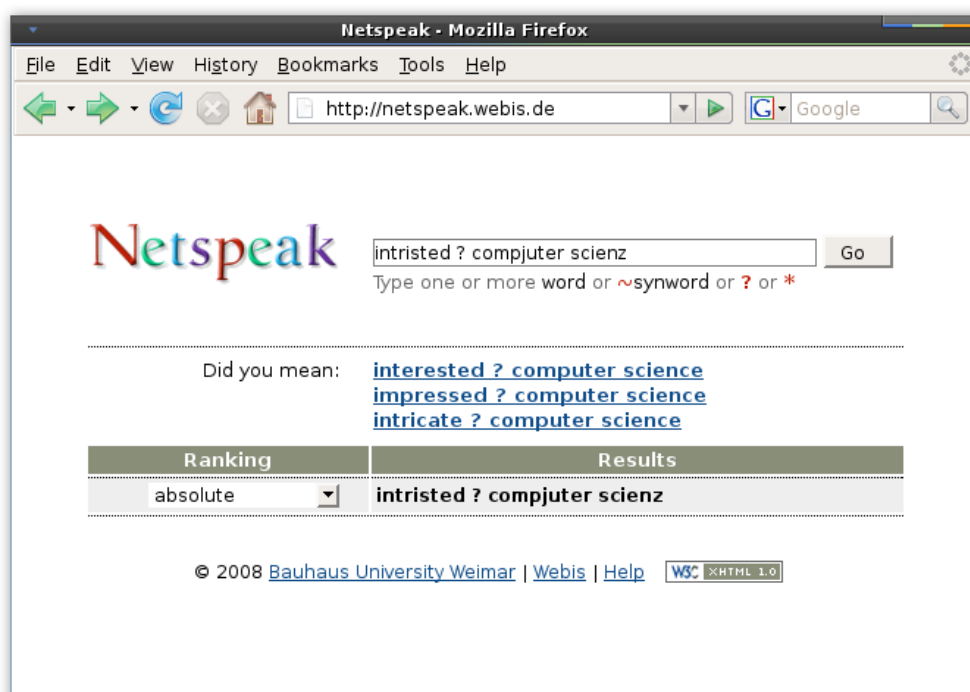 Netspeak - Mozilla Firefox
File Edit View History Bookmarks Tools Help
http://netspeak.webis.de G Google
Netspeak
intristed ? compjuter scienz Go
Type one or more word or ~synword or ? or *
Did you mean: interested ? computer science
impressed ? computer science
intricate ? computer science
Ranking Results
absolute intristed ? compjuter scienz
© 2008 Bauhaus University Weimar | Webis | Help W3C XHTML 1.0